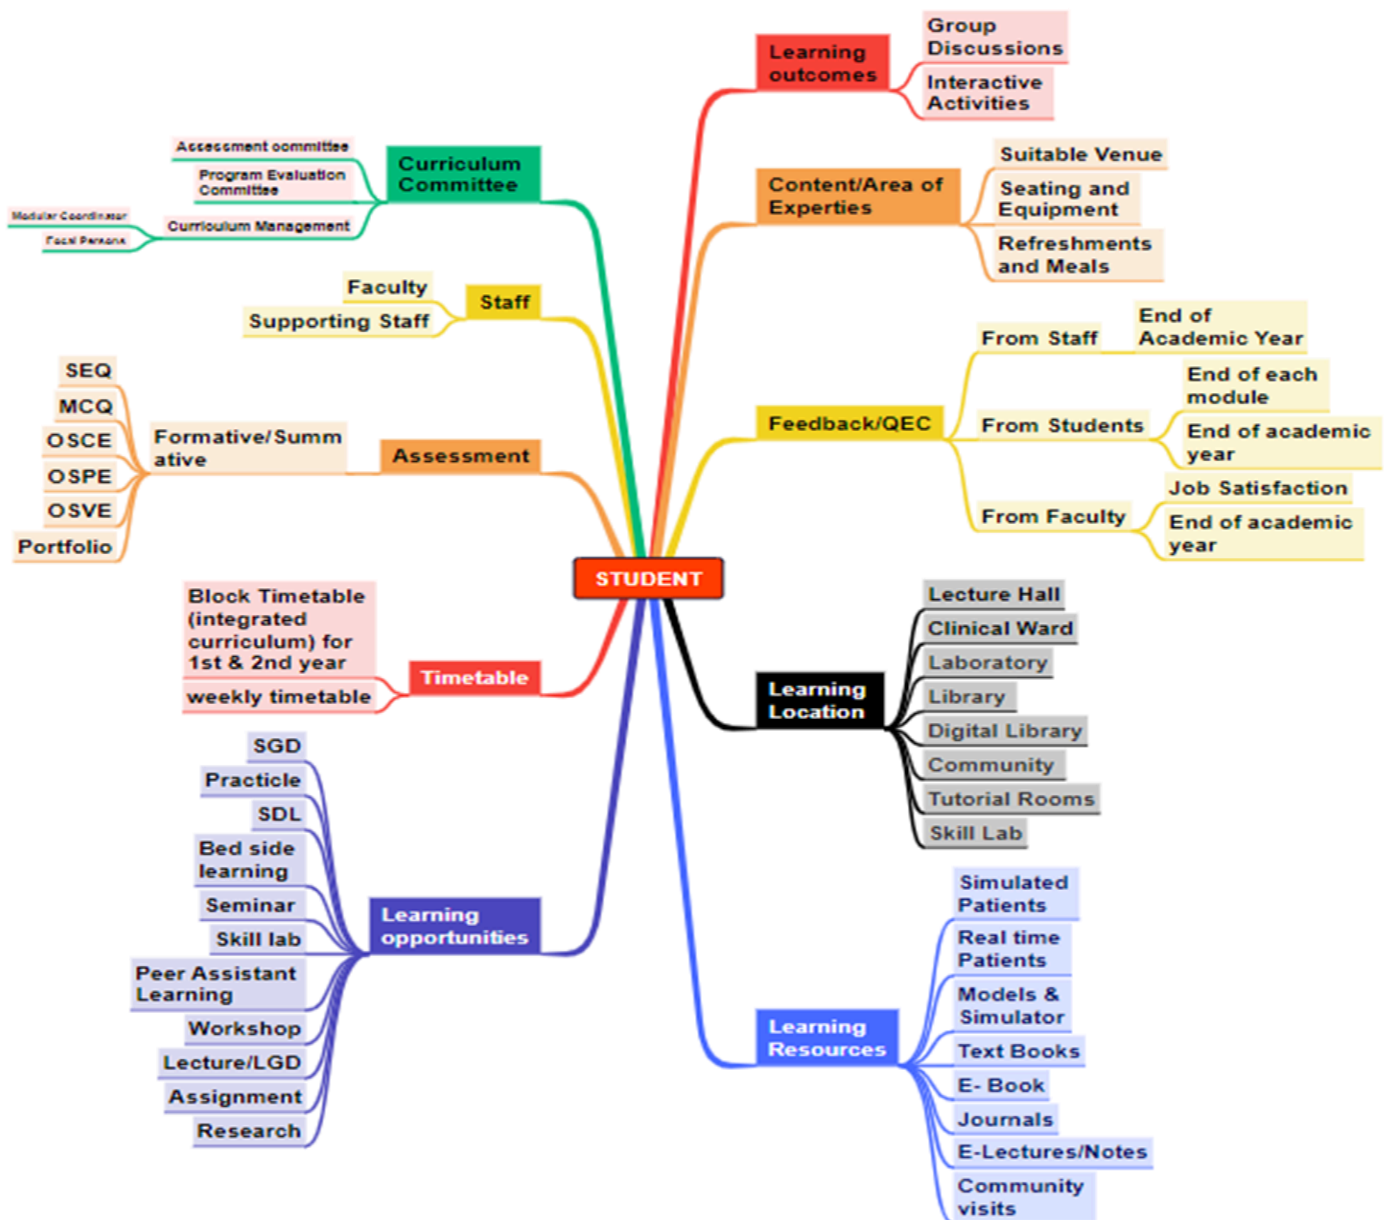 STUDENT
Learning
outcomes
Group
Discussions
Interactive
Activities
Content/Area of
Experties
Suitable Venue
Seating and
Equipment
Refreshments
and Meals
Feedback/QEC
From Staff
End of
Academic Year
From Students
End of each
module
End of academic
year
From Faculty
Job Satisfaction
End of academic
year
Learning
Location
Lecture Hall
Clinical Ward
Laboratory
Library
Digital Library
Community
Tutorial Rooms
Skill Lab
Learning
Resources
Simulated
Patients
Real time
Patients
Models &
Simulator
Text Books
E- Book
Journals
E-Lectures/Notes
Community
visits
Curriculum
Committee
Assessment committee
Program Evaluation
Committee
Curriculum Management
Modular Coordinator
Focal Persons
Staff
Faculty
Supporting Staff
Assessment
Formative/Summ
ative
SEQ
MCQ
OSCE
OSPE
OSVE
Portfolio
Timetable
Block Timetable
(integrated
curriculum) for
1st & 2nd year
weekly timetable
Learning
opportunities
SGD
Practicle
SDL
Bed side
learning
Seminar
Skill lab
Peer Assistant
Learning
Workshop
Lecture/LGD
Assignment
Research